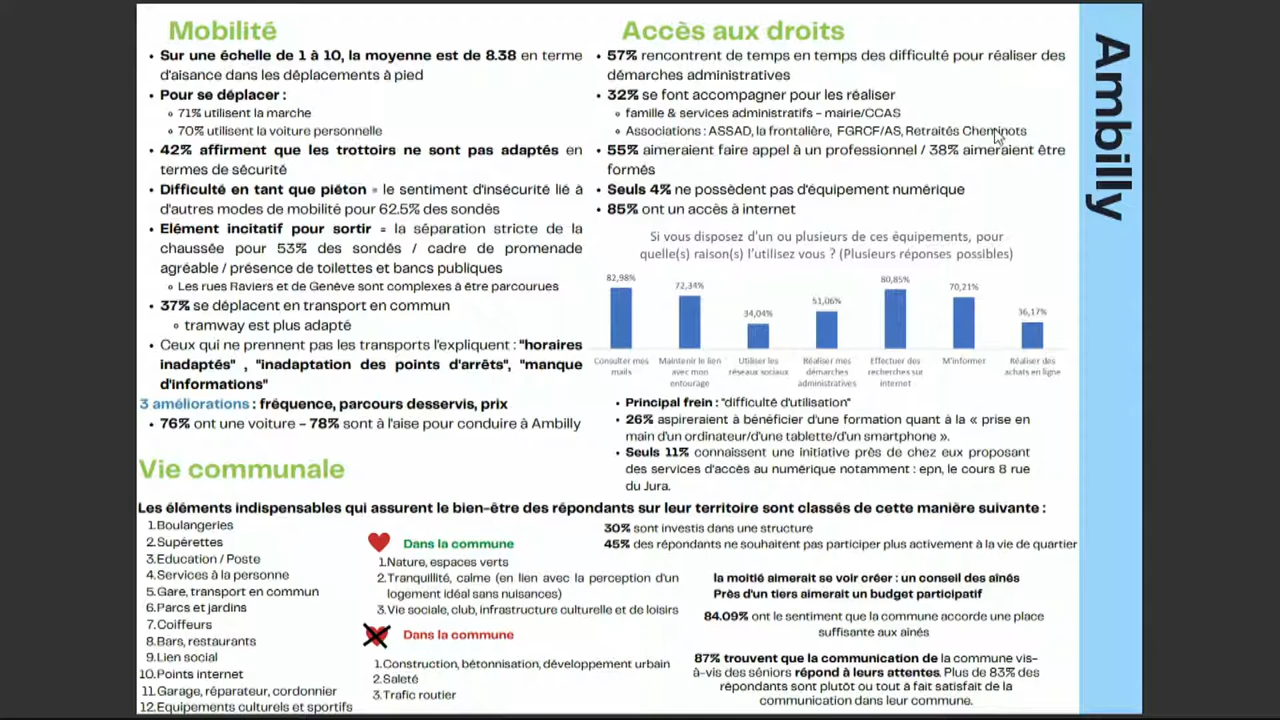 Mobilité
• Sur une échelle de 1 à 10, la moyenne est de 8.38 en terme
d'aisance dans les déplacements à pied
• Pour se déplacer :
71% utilisent la marche
70% utilisent la voiture personnelle
• 42% affirment que les trottoirs ne sont pas adaptés en
termes de sécurité
• Difficulté en tant que piéton = le sentiment d'insécurité lié à
d'autres modes de mobilité pour 62.5% des sondés
• Elément incitatif pour sortir = la séparation stricte de la
chaussée pour 53% des sondés / cadre de promenade
agréable / présence de toilettes et bancs publiques
Les rues Raviers et de Genève sont complexes à être parcourues
• 37% se déplacent en transport en commun
tramway est plus adapté
• Ceux qui ne prennent pas les transports l'expliquent : "horaires
inadaptés" , "inadaptation des points d'arrêts", "manque
d'informations"
3 améliorations : fréquence, parcours desservis, prix
• 76% ont une voiture – 78% sont à l'aise pour conduire à Ambilly
Accès aux droits
• 57% rencontrent de temps en temps des difficulté pour réaliser des
démarches administratives
• 32% se font accompagner pour les réaliser
famille & services administratifs – mairie/CCAS
Associations : ASSAD, la frontalière, FGRCF/AS, Retraités Cheminots
• 55% aimeraient faire appel à un professionnel / 38% aimeraient être
formés
• Seuls 4% ne possèdent pas d'équipement numérique
• 85% ont un accès à internet
Si vous disposez d'un ou plusieurs de ces équipements, pour
quelle(s) raison(s) l'utilisez vous ? (Plusieurs réponses possibles)
82,98% 72,34% 34,04% 51,06% 80,85% 70,21% 36,17%
Consulter mes Maintenir le lien Utiliser les Réaliser mes Effectuer des M'informer Réaliser des
mails avec mon réseaux sociaux démarches recherches sur achats en ligne
entourage administratives internet
• Principal frein : "difficulté d'utilisation"
• 26% aspireraient à bénéficier d'une formation quant à la « prise en
main d'un ordinateur/d'une tablette/d'un smartphone ».
• Seuls 11% connaissent une initiative près de chez eux proposant
des services d'accès au numérique notamment : epn, le cours 8 rue
du Jura.
Ambilly
Vie communale
Les éléments indispensables qui assurent le bien-être des répondants sur leur territoire sont classés de cette manière suivante :
1.Boulangeries
2.Supérettes
3.Education / Poste
4.Services à la personne
5.Gare, transport en commun
6.Parcs et jardins
7.Coiffeurs
8.Bars, restaurants
9.Lien social
10.Points internet
11.Garage, réparateur, cordonnier
12.Equipements culturels et sportifs
Dans la commune
1.Nature, espaces verts
2.Tranquillité, calme (en lien avec la perception d'un
logement idéal sans nuisances)
3.Vie sociale, club, infrastructure culturelle et de loisirs
Dans la commune
1.Construction, bétonnisation, développement urbain
2.Saleté
3.Trafic routier
30% sont investis dans une structure
45% des répondants ne souhaitent pas participer plus activement à la vie de quartier
la moitié aimerait se voir créer : un conseil des aînés
Près d'un tiers aimerait un budget participatif
84.09% ont le sentiment que la commune accorde une place
suffisante aux aînés
87% trouvent que la communication de la commune vis-
à-vis des séniors répond à leurs attentes. Plus de 83% des
répondants sont plutôt ou tout à fait satisfait de la
communication dans leur commune.